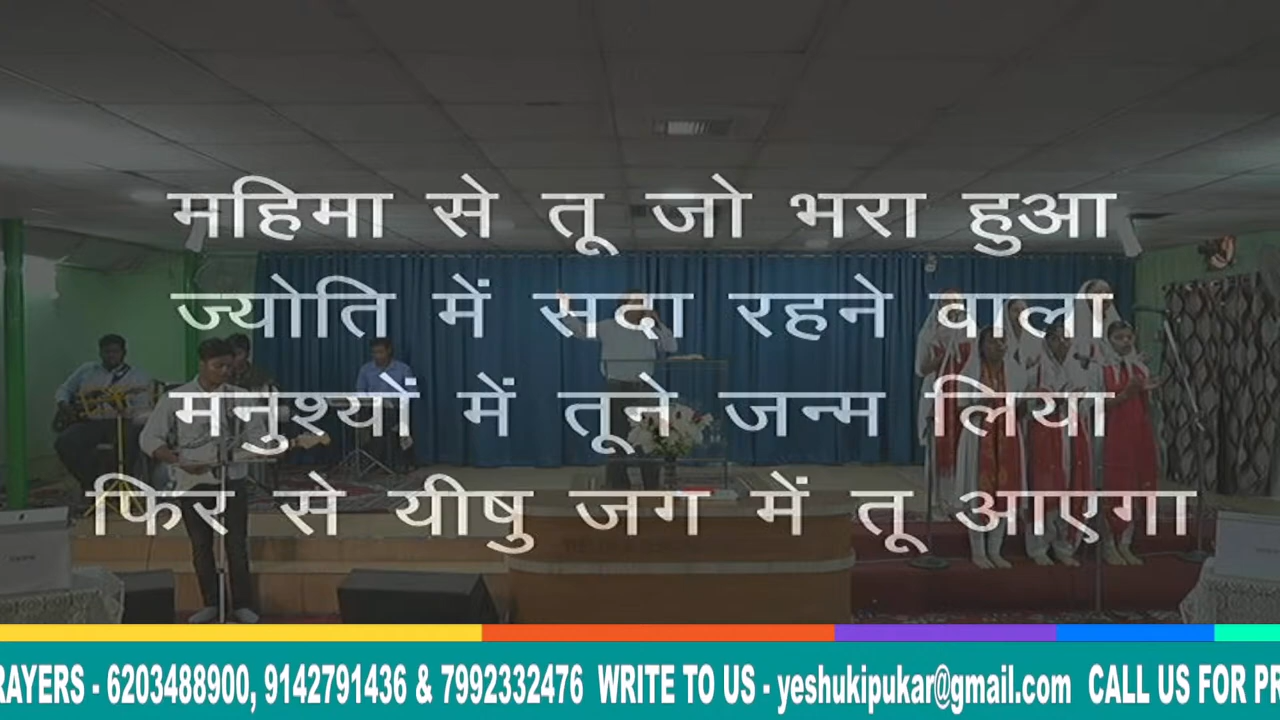 महिमा से तू जो भरा हुआ
ज्योति में सदा रहने वाला
मनुश्यों में तूने जन्म लिया
फिर से यीषु जग में तू आएगा
RAYERS - 6203488900, 9142791436 & 7992332476 WRITE TO US - yeshukipukar@gmail.com CALL US FOR PR